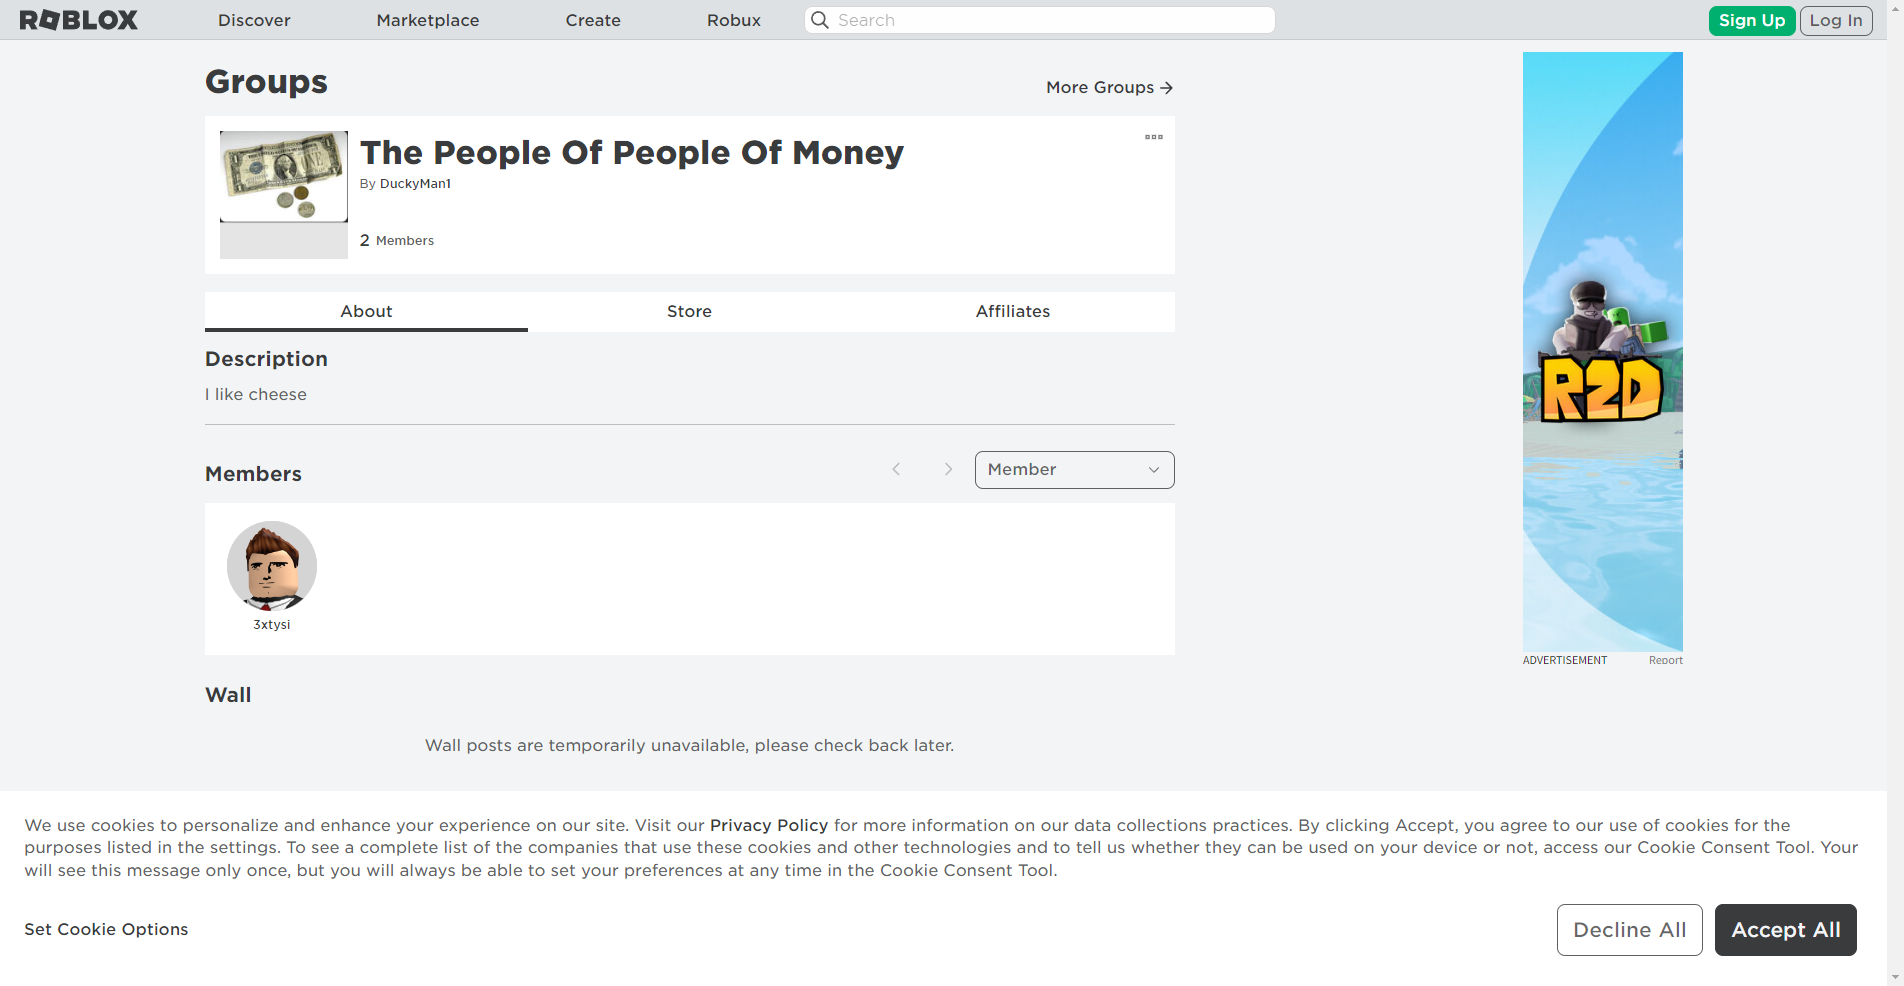 ROBLOX
Discover
Marketplace
Create
Robux
Search
Sign Up
Log In
Groups
More Groups
The People Of People Of Money
By DuckyMan1
2 Members
About
Store
Affiliates
Description
I like cheese
Members
Member
3xtysi
Wall
Wall posts are temporarily unavailable, please check back later.
R2D
ADVERTISEMENT
Report
We use cookies to personalize and enhance your experience on our site. Visit our Privacy Policy for more information on our data collections practices. By clicking Accept, you agree to our use of cookies for the
purposes listed in the settings. To see a complete list of the companies that use these cookies and other technologies and to tell us whether they can be used on your device or not, access our Cookie Consent Tool. Your
will see this message only once, but you will always be able to set your preferences at any time in the Cookie Consent Tool.
Set Cookie Options
Decline All
Accept All